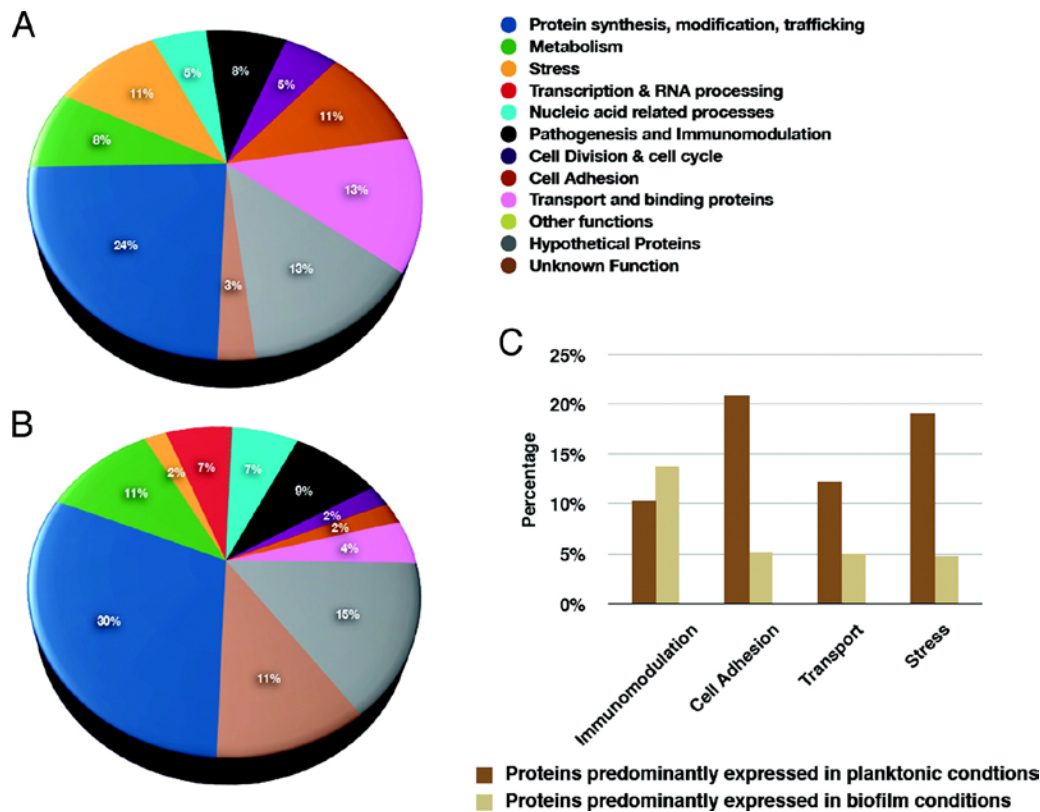 A
8%
11%
5%
8%
5%
11%
13%
13%
3%
24%
Protein synthesis, modification, trafficking
Metabolism
Stress
Transcription & RNA processing
Nucleic acid related processes
Pathogenesis and Immunomodulation
Cell Division & cell cycle
Cell Adhesion
Transport and binding proteins
Other functions
Hypothetical Proteins
Unknown Function
B
11%
2%
7%
7%
9%
2%
2%
4%
15%
11%
30%
C
Percentage
25%
20%
15%
10%
5%
0%
Immunomodulation
Cell Adhesion
Transport
Stress
Proteins predominantly expressed in planktonic condtions
Proteins predominantly expressed in biofilm conditions